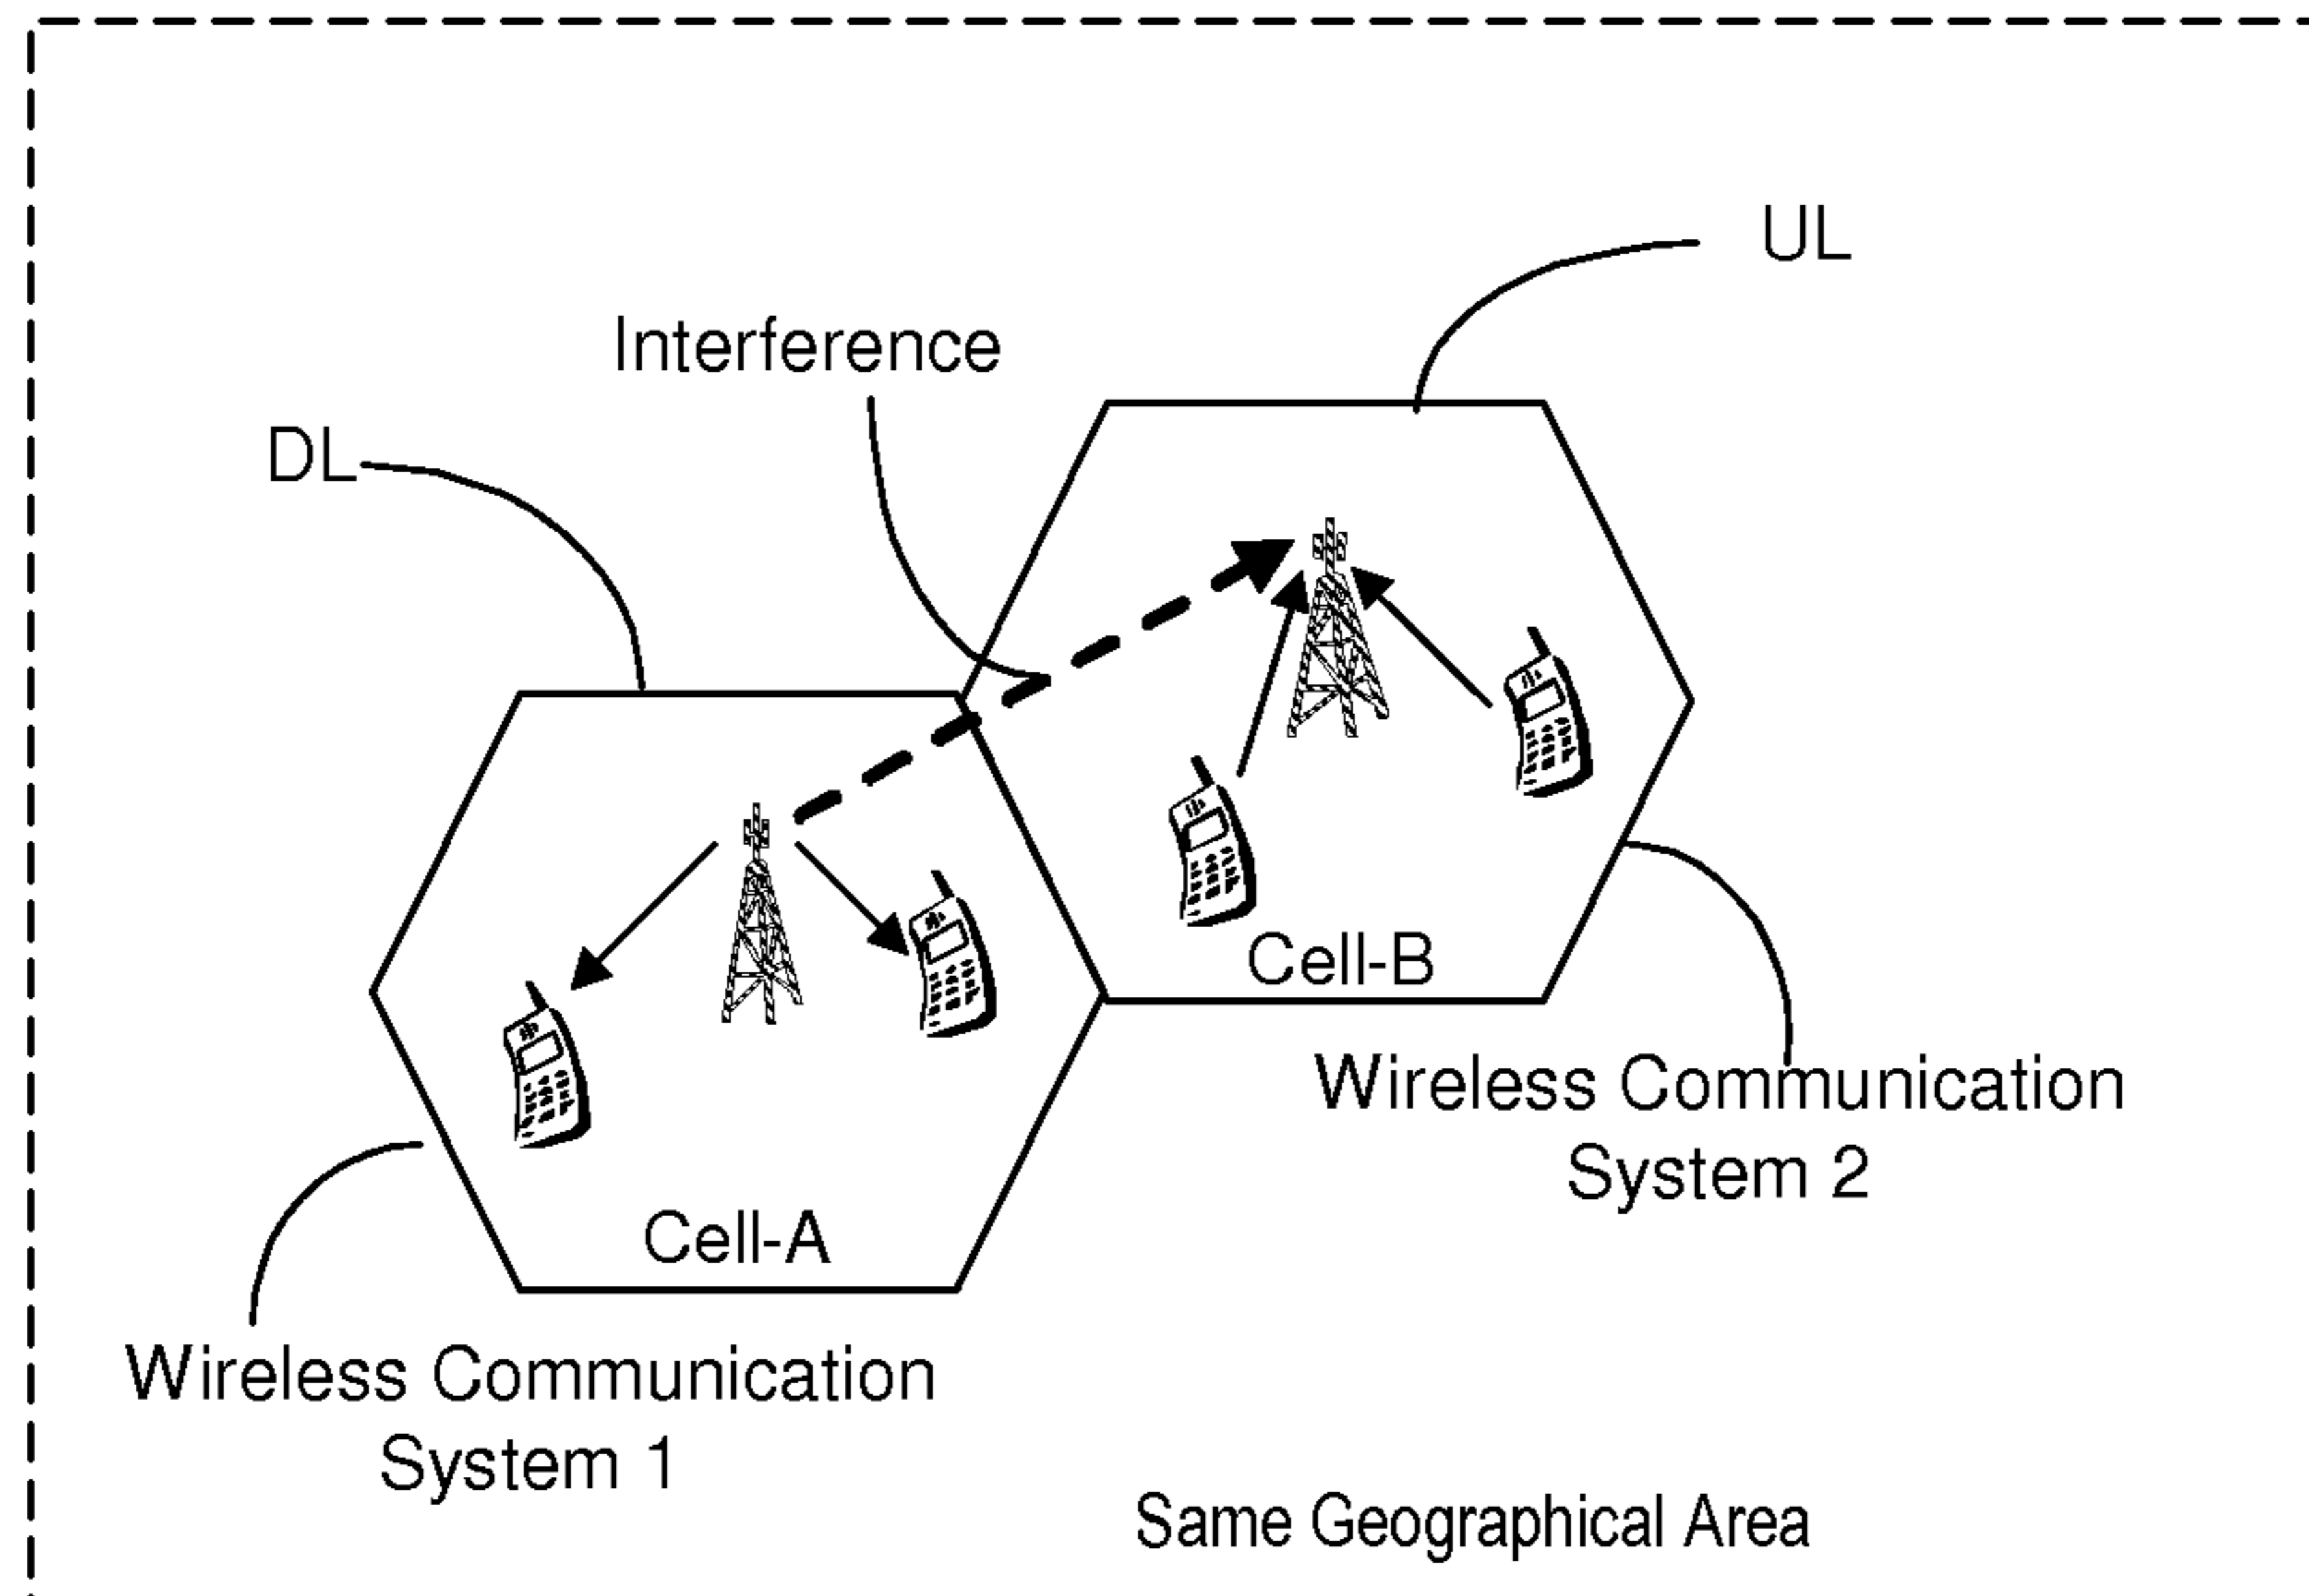 UL
Interference
DL
Cell-B
Wireless Communication
System 2
Cell-A
Wireless Communication
System 1
Same Geographical Area